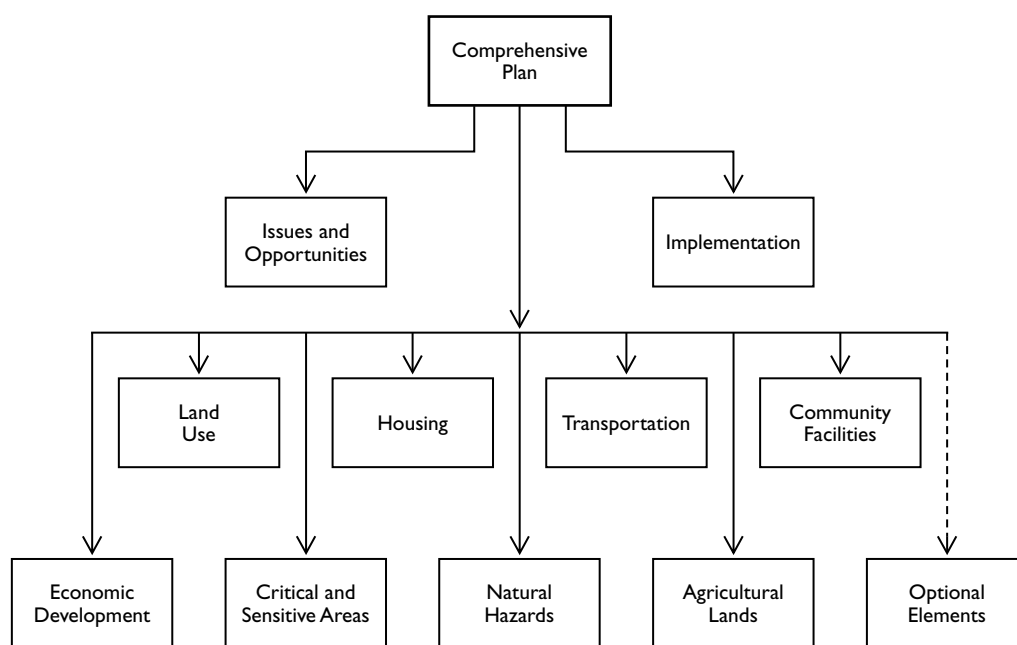 Comprehensive
Plan
Issues and
Opportunities
Implementation
Land
Use
Housing
Transportation
Community
Facilities
Economic
Development
Critical and
Sensitive Areas
Natural
Hazards
Agricultural
Lands
Optional
Elements